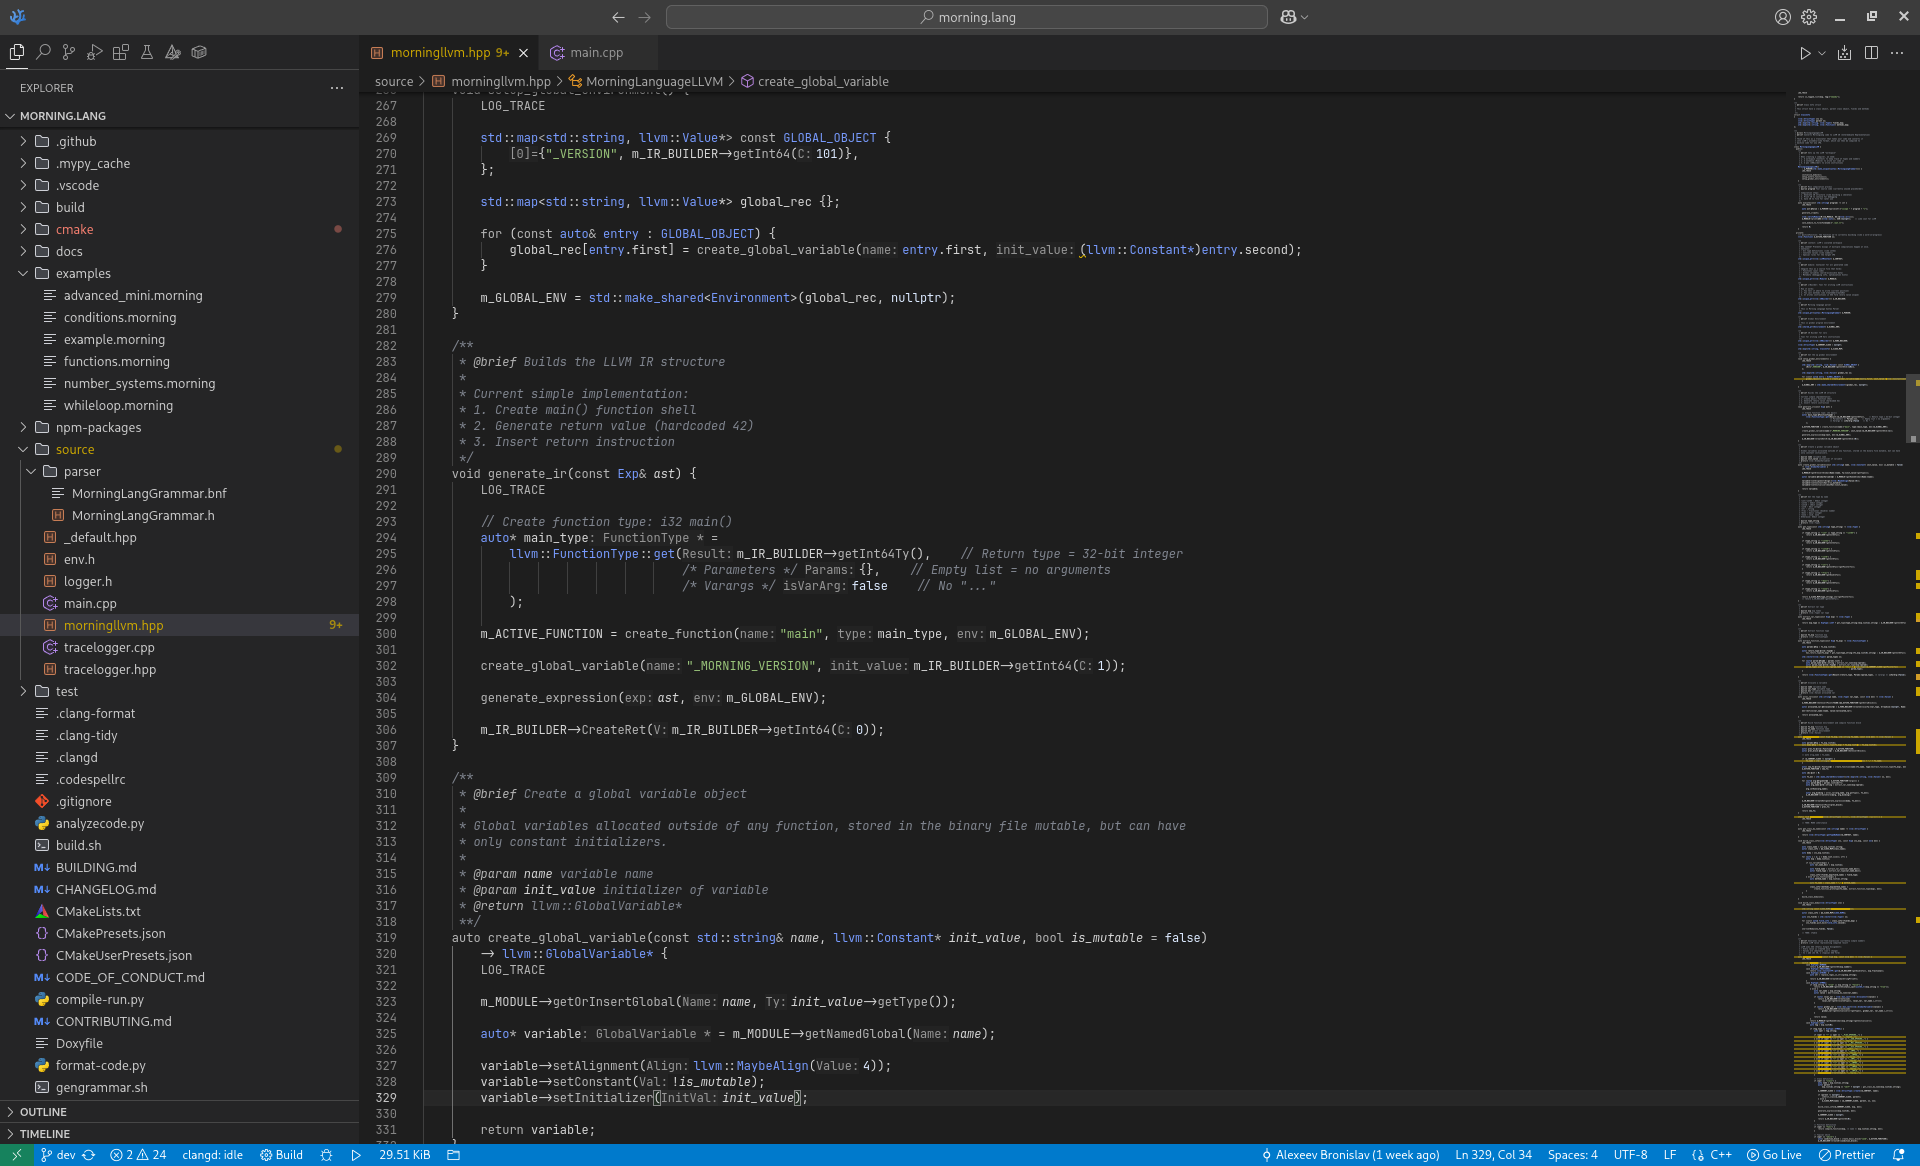 morning.lang
morningllvm.hpp 9+
main.cpp
EXPLORER
source > morningllvm.hpp > MorningLanguageLLVM > create_global_variable
MORNING.LANG
.github
.mypy_cache
.vscode
build
cmake
docs
examples
advanced_mini.morning
conditions.morning
example.morning
functions.morning
number_systems.morning
whileloop.morning
npm-packages
source
parser
MorningLangGrammar.bnf
MorningLangGrammar.h
_default.hpp
env.h
logger.h
main.cpp
morningllvm.hpp 9+
tracelogger.cpp
tracelogger.hpp
test
.clang-format
.clang-tidy
.clangd
.codespellrc
.gitignore
analyzecode.py
build.sh
BUILDING.md
CHANGELOG.md
CMakeLists.txt
CMakePresets.json
CMakeUserPresets.json
CODE_OF_CONDUCT.md
compile-run.py
CONTRIBUTING.md
Doxyfile
format-code.py
gengrammar.sh
OUTLINE
TIMELINE
267 LOG_TRACE
268
269 std::map<std::string, llvm::Value*> const GLOBAL_OBJECT {
270 [0]={"_VERSION", m_IR_BUILDER->getInt64(C: 101)},
271 };
272
273 std::map<std::string, llvm::Value*> global_rec {};
274
275 for (const auto& entry : GLOBAL_OBJECT) {
276 global_rec[entry.first] = create_global_variable(name: entry.first, init_value: (llvm::Constant*)entry.second);
277 }
278
279 m_GLOBAL_ENV = std::make_shared<Environment>(global_rec, nullptr);
280 }
281
282 /**
283 * @brief Builds the LLVM IR structure
284 *
285 * Current simple implementation:
286 * 1. Create main() function shell
287 * 2. Generate return value (hardcoded 42)
288 * 3. Insert return instruction
289 */
290 void generate_ir(const Exp& ast) {
291 LOG_TRACE
292
293 // Create function type: i32 main()
294 auto* main_type: FunctionType * =
295 llvm::FunctionType::get(Result: m_IR_BUILDER->getInt64Ty(), // Return type = 32-bit integer
296 /* Parameters */ Params: {}, // Empty list = no arguments
297 /* Varargs */ isVarArg: false // No "..."
298 );
299
300 m_ACTIVE_FUNCTION = create_function(name: "main", type: main_type, env: m_GLOBAL_ENV);
301
302 create_global_variable(name: "_MORNING_VERSION", init_value: m_IR_BUILDER->getInt64(C: 1));
303
304 generate_expression(exp: ast, env: m_GLOBAL_ENV);
305
306 m_IR_BUILDER->CreateRet(V: m_IR_BUILDER->getInt64(C: 0));
307 }
308
309 /**
310 * @brief Create a global variable object
311 *
312 * Global variables allocated outside of any function, stored in the binary file mutable, but can have
313 * only constant initializers.
314 *
315 * @param name variable name
316 * @param init_value initializer of variable
317 * @return llvm::GlobalVariable*
318 **/
319 auto create_global_variable(const std::string& name, llvm::Constant* init_value, bool is_mutable = false)
320 -> llvm::GlobalVariable* {
321 LOG_TRACE
322
323 m_MODULE->getOrInsertGlobal(Name: name, Ty: init_value->getType());
324
325 auto* variable: GlobalVariable * = m_MODULE->getNamedGlobal(Name: name);
326
327 variable->setAlignment(Align: llvm::MaybeAlign(Value: 4));
328 variable->setConstant(Val: !is_mutable);
329 variable->setInitializer(InitVal: init_value);
330
331 return variable;
dev 2 24 clangd: idle Build 29.51 KiB Alexeev Bronislav (1 week ago) Ln 329, Col 34 Spaces: 4 UTF-8 LF C++ Go Live Prettier